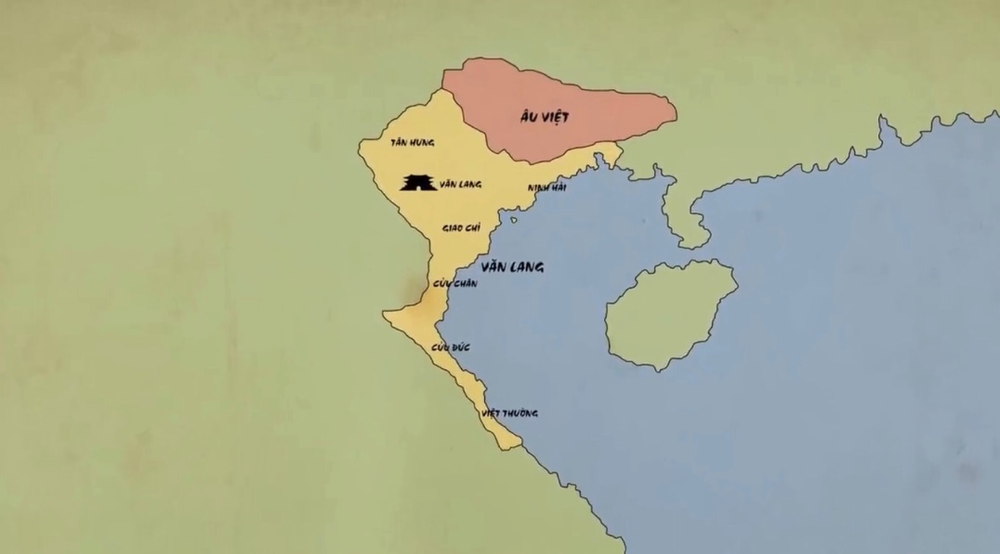 ÂU VIỆT
TÂN HƯNG
VĂN LANG
NINH HẢI
GIAO CHỈ
VĂN LANG
CỬU CHÂN
CỬU ĐỨC
VIỆT THƯỜNG